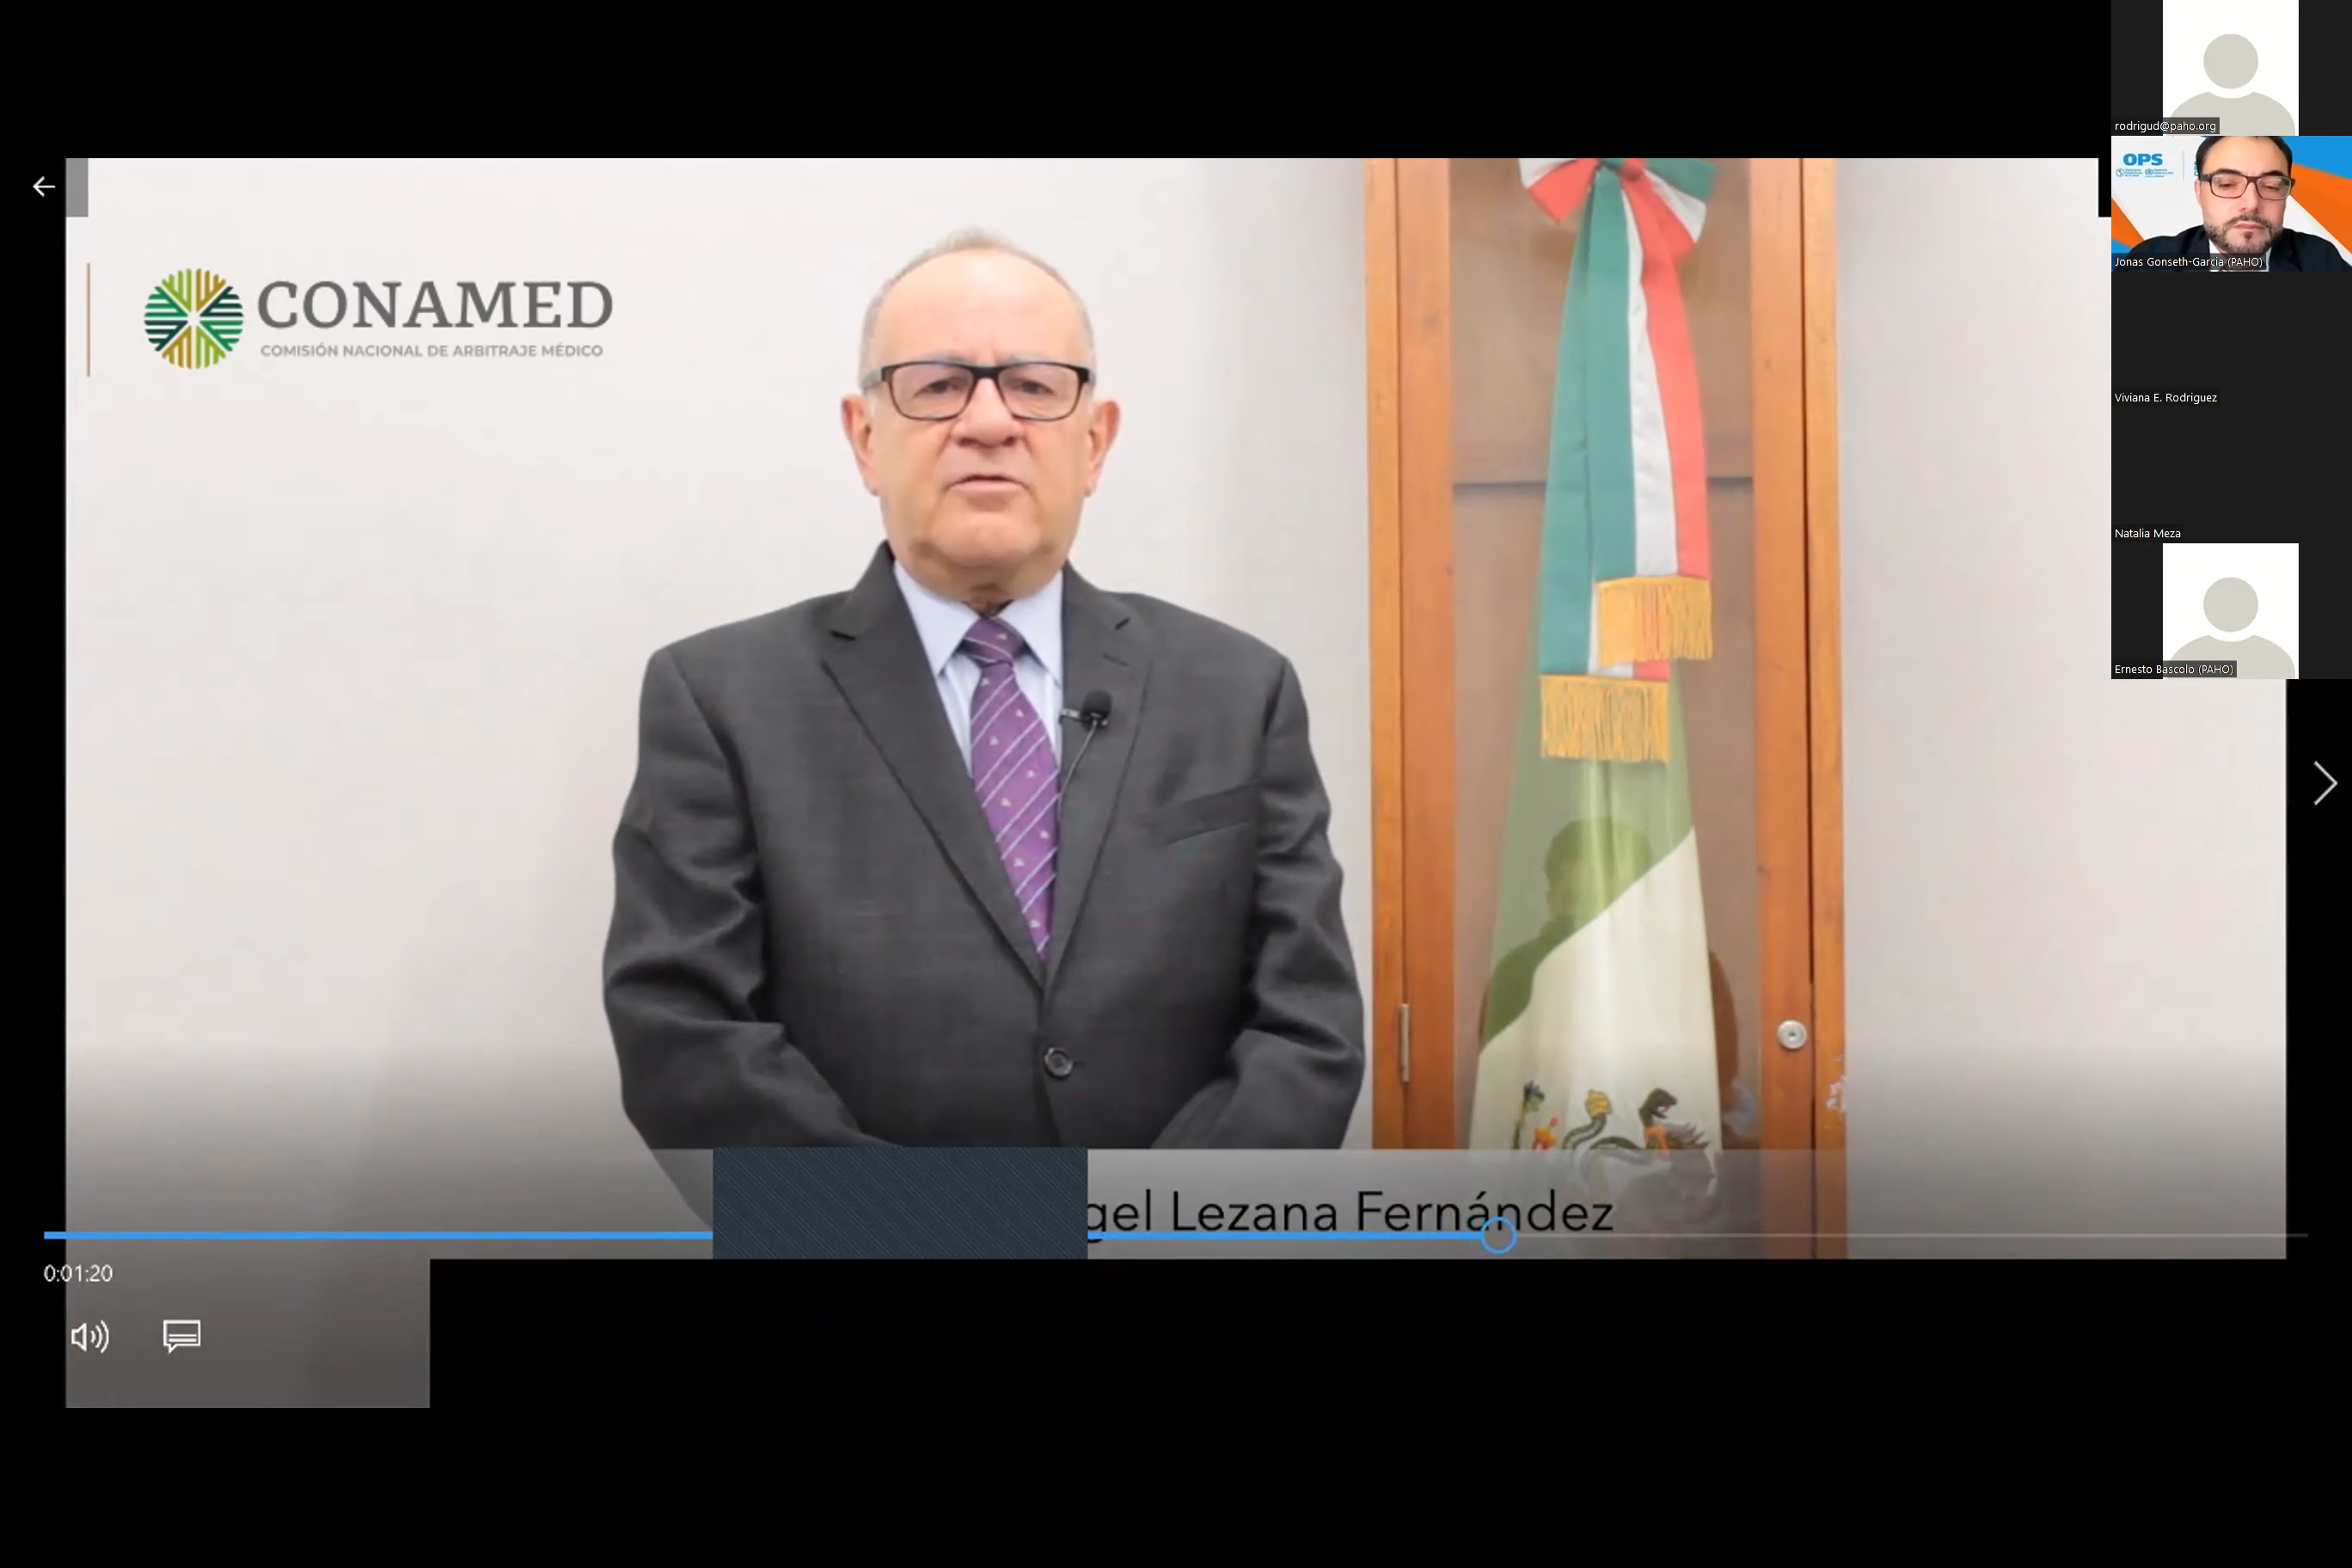 rodrigud@paho.org
OPS
Jonas Gonseth-Garcia (PAHO)
CONAMED
COMISIÓN NACIONAL DE ARBITRAJE MÉDICO
Viviana E. Rodriguez
Natalia Meza
Ernesto Bascolo (PAHO)
gel Lezana Fernández
0:01:20